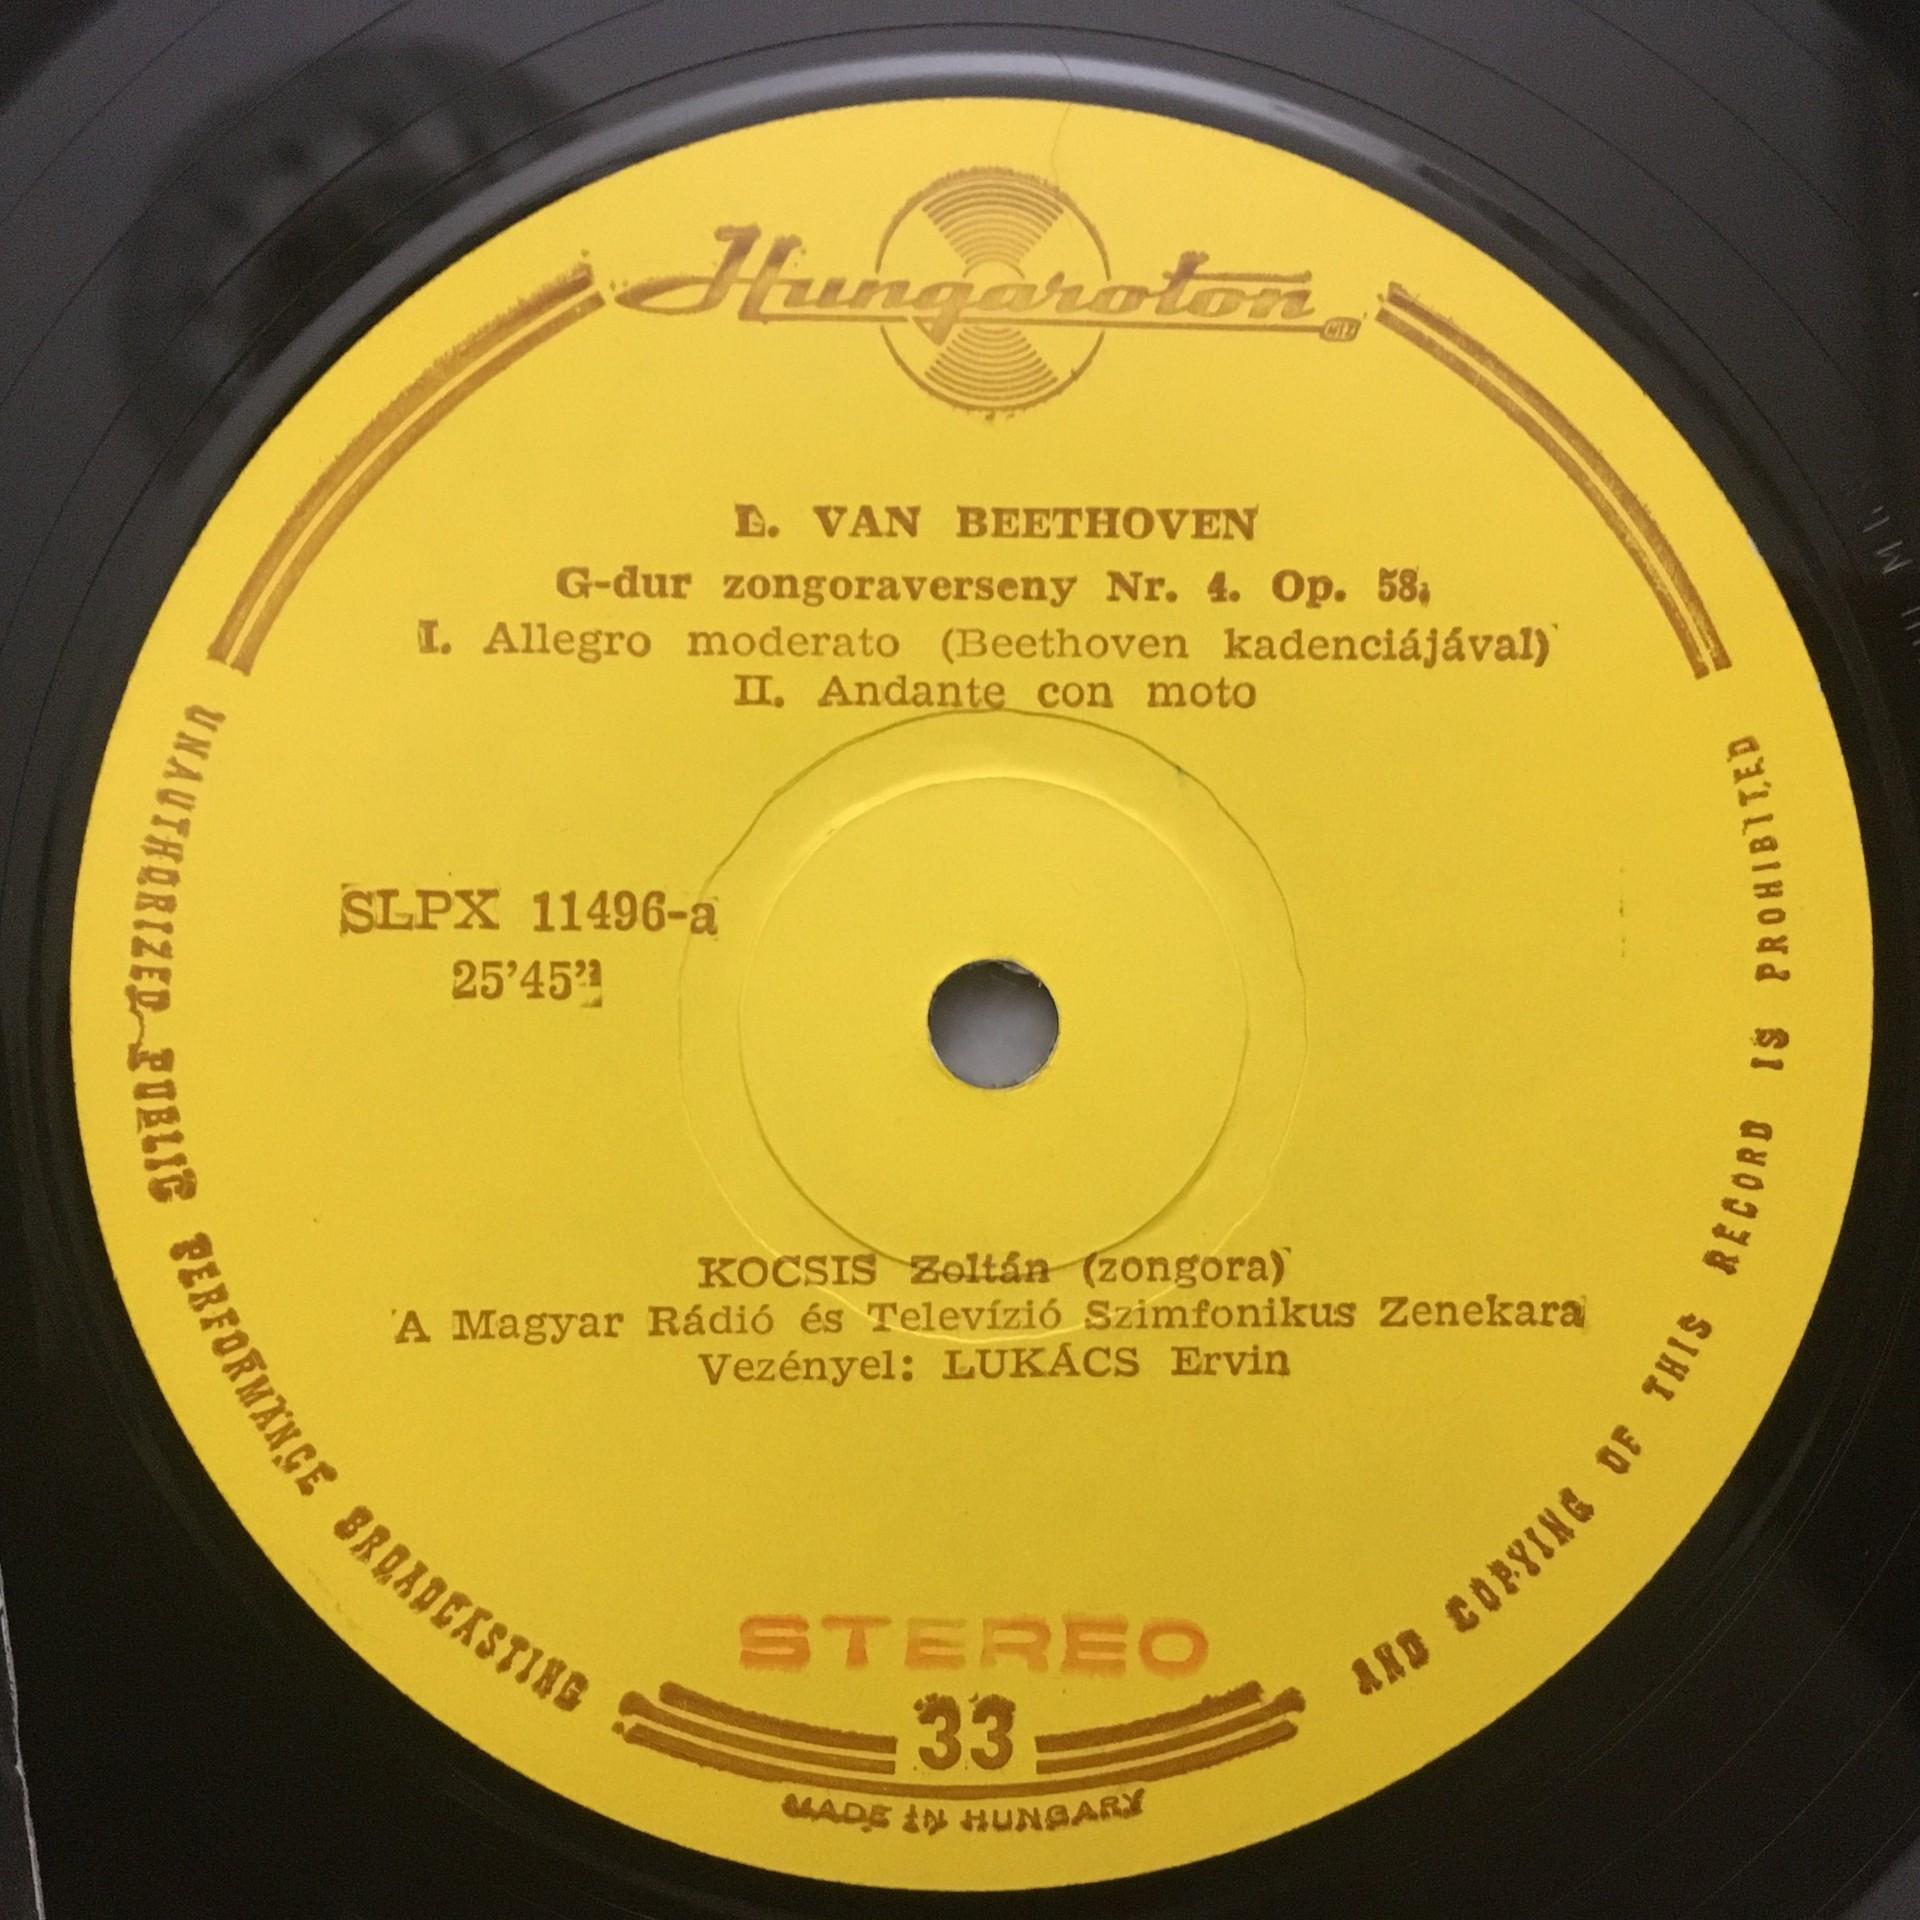 Hungaroton
L. VAN BEETHOVEN
G-dur zongoraverseny Nr. 4. Op. 58.
I. Allegro moderato (Beethoven kadenciájával)
II. Andante con moto
SLPX 11496-a
25'45"
KOCSIS Zoltán (zongora)
A Magyar Rádió és Televízió Szimfonikus Zenekara
Vezényel: LUKÁCS Ervin
STEREO
33
MADE IN HUNGARY
UNAUTHORIZED PUBLIC PERFORMANCE BROADCASTING AND COPYING OF THIS RECORD IS PROHIBITED